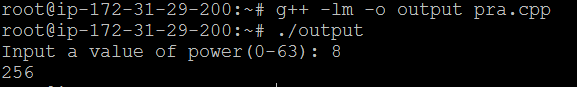 root@ip-172-31-29-200:~# g++ -lm -o output pra.cpp
root@ip-172-31-29-200:~# ./output
Input a value of power(0-63): 8
256